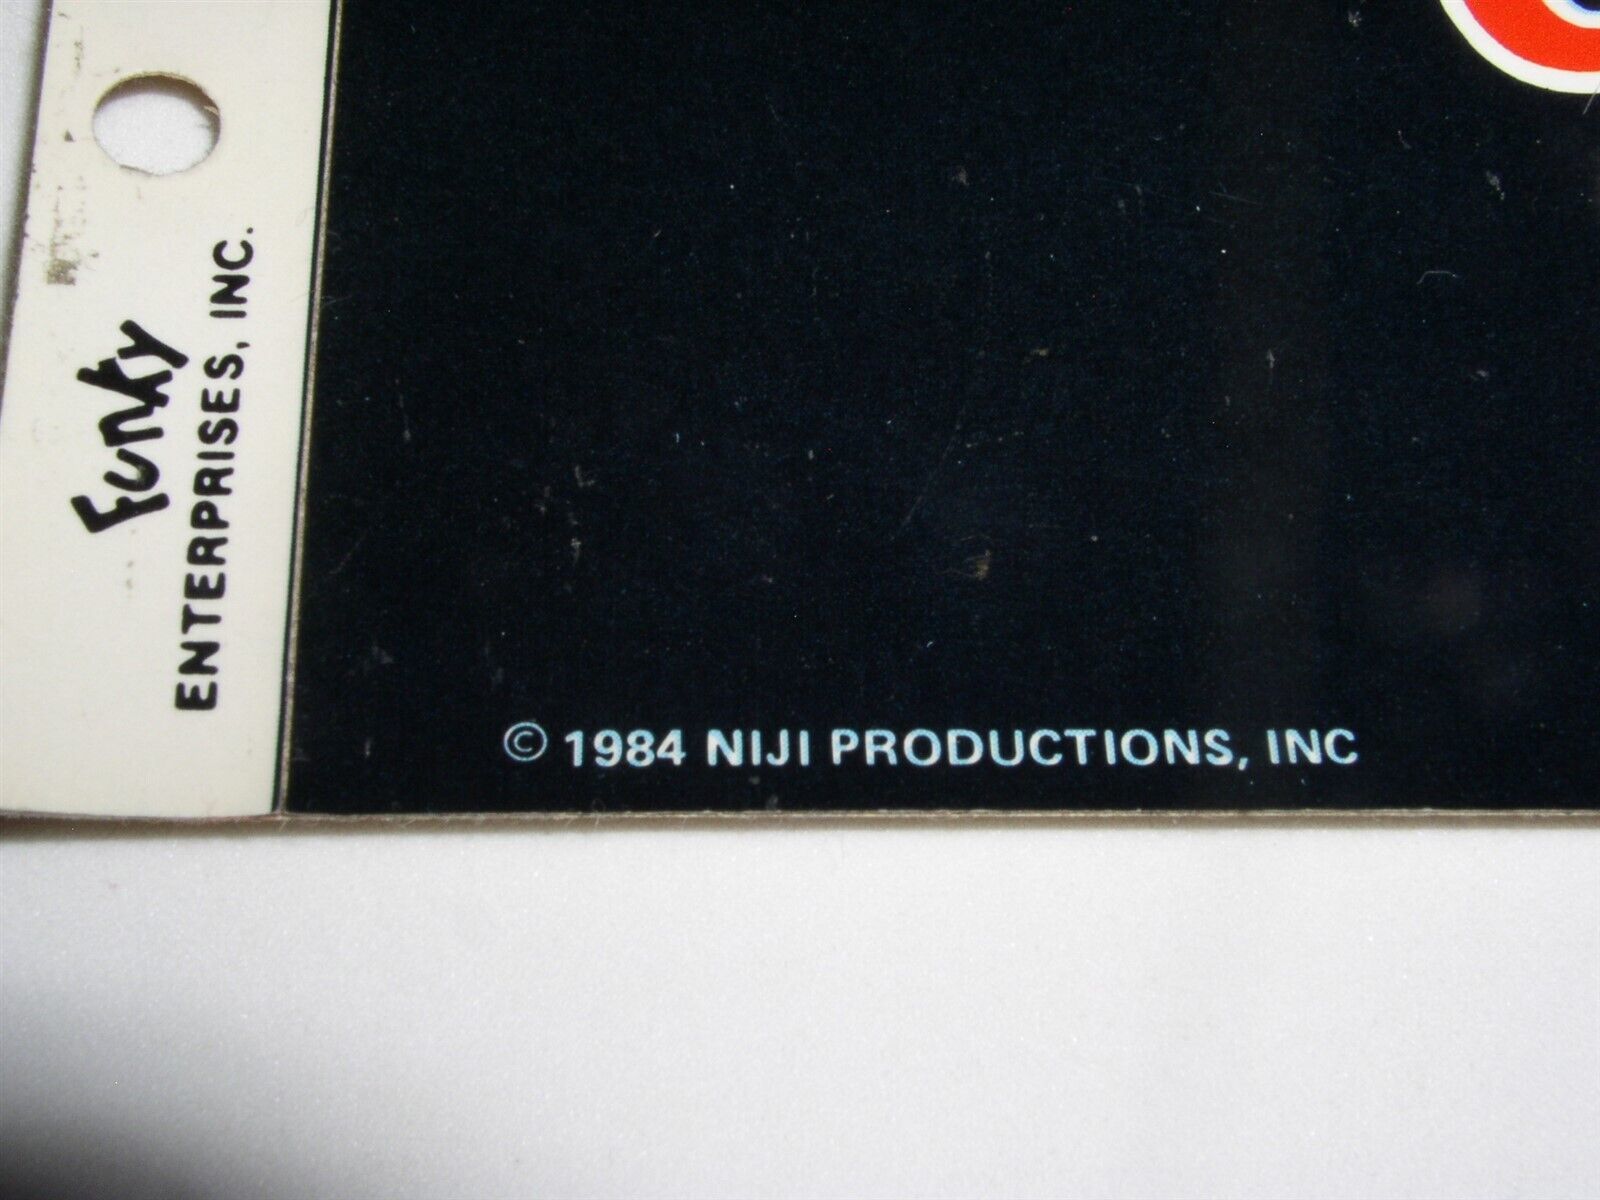 Funky
ENTERPRISES, INC.
© 1984 NIJI PRODUCTIONS, INC